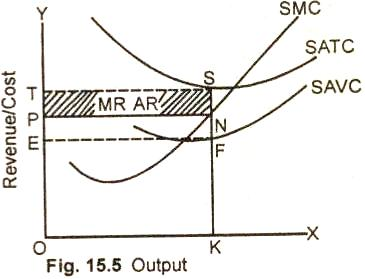 Y
SMC
SATC
SAVC
S
T
MR AR
P
N
E
F
Revenue/Cost
O
K
X
Fig. 15.5 Output